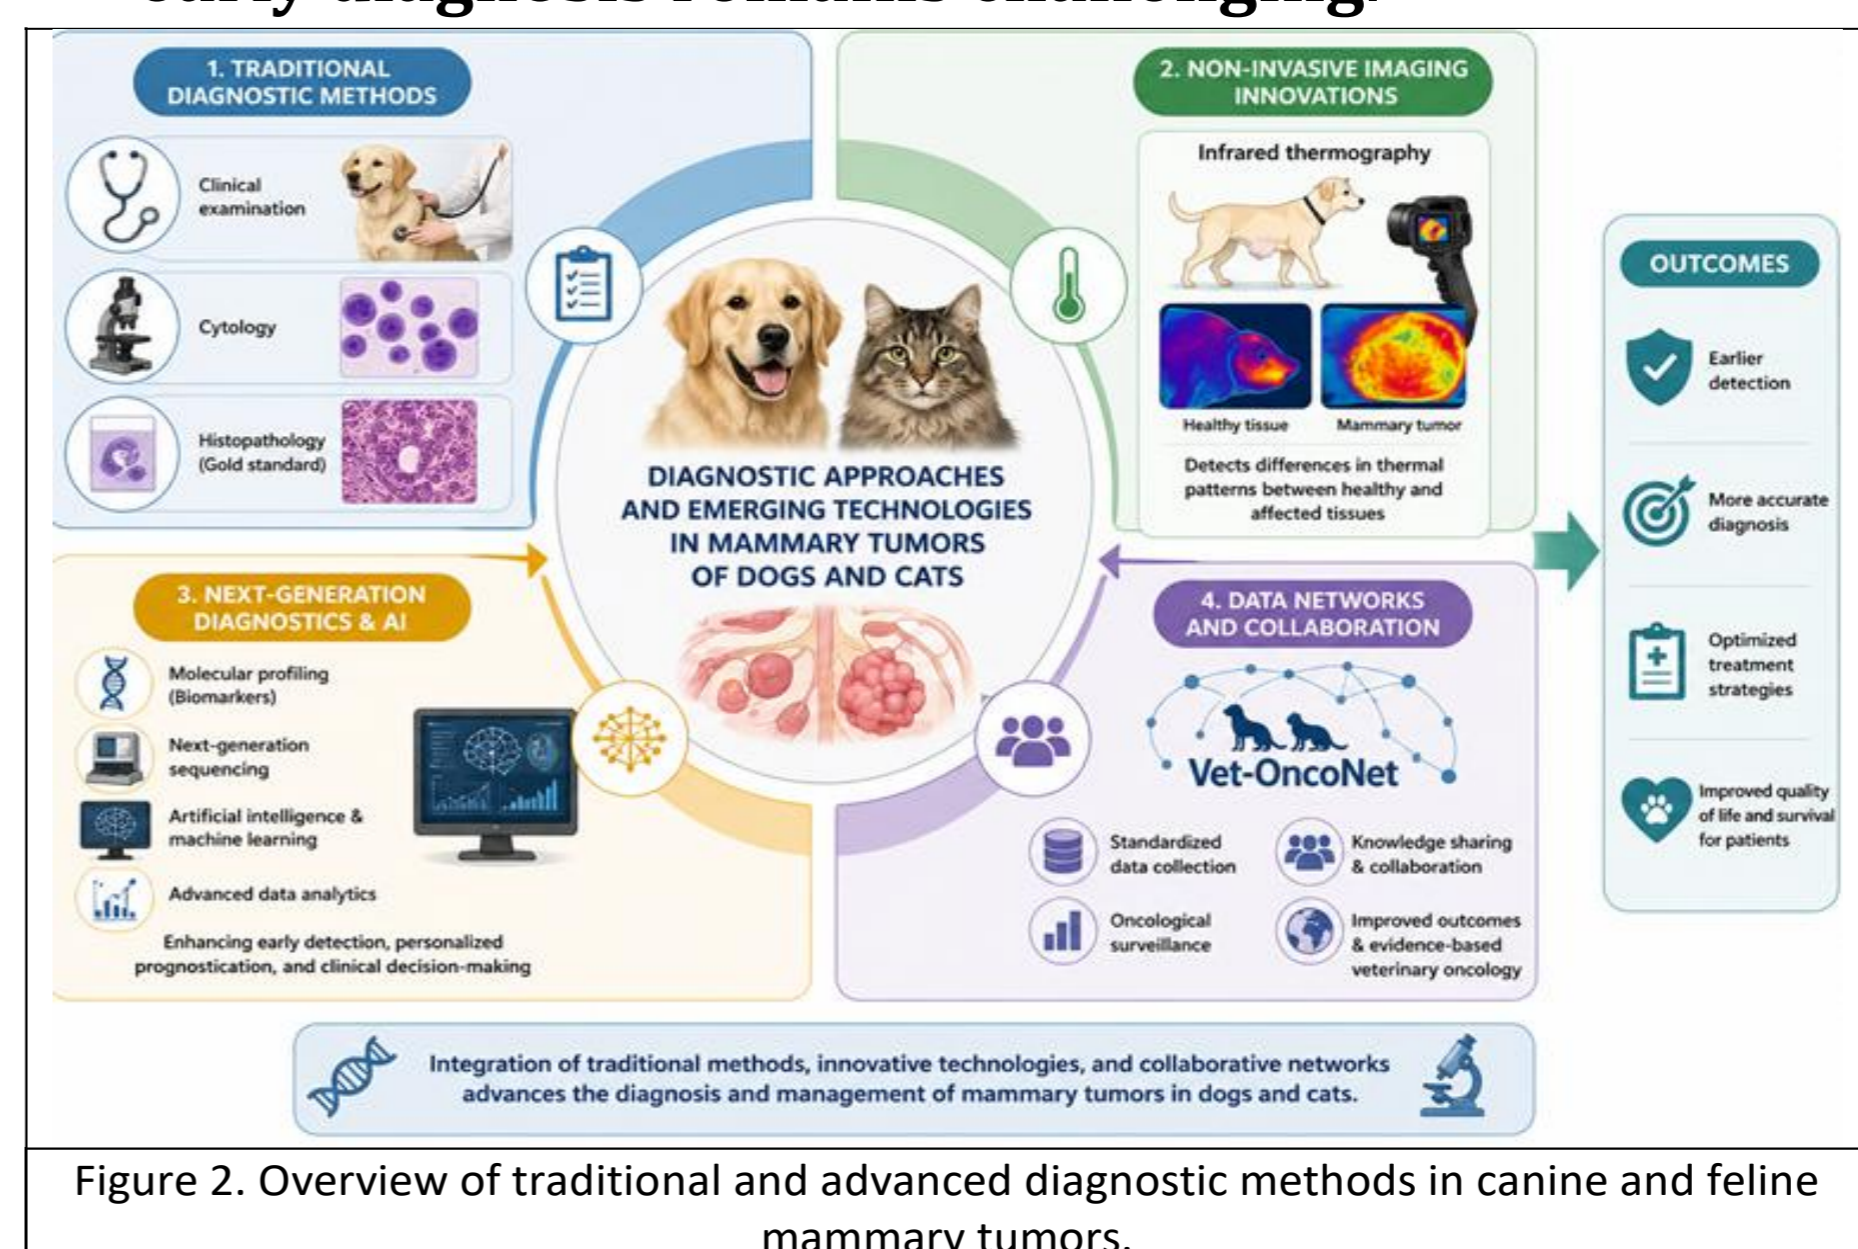 early diagnosis remains challenging.
1. TRADITIONAL
DIAGNOSTIC METHODS
Clinical
examination
Cytology
Histopathology
(Gold standard)
2. NON-INVASIVE IMAGING
INNOVATIONS
Infrared thermography
Healthy tissue
Mammary tumor
Detects differences in thermal
patterns between healthy and
affected tissues
DIAGNOSTIC APPROACHES
AND EMERGING TECHNOLOGIES
IN MAMMARY TUMORS
OF DOGS AND CATS
3. NEXT-GENERATION
DIAGNOSTICS & AI
Molecular profiling
(Biomarkers)
Next-generation
sequencing
Artificial intelligence &
machine learning
Advanced data analytics
Enhancing early detection, personalized
prognostication, and clinical decision-making
4. DATA NETWORKS
AND COLLABORATION
Vet-OncoNet
Standardized
data collection
Knowledge sharing
& collaboration
Oncological
surveillance
Improved outcomes
& evidence-based
veterinary oncology
OUTCOMES
Earlier
detection
More accurate
diagnosis
Optimized
treatment
strategies
Improved quality
of life and survival
for patients
Integration of traditional methods, innovative technologies, and collaborative networks
advances the diagnosis and management of mammary tumors in dogs and cats.
Figure 2. Overview of traditional and advanced diagnostic methods in canine and feline
mammary tumors.